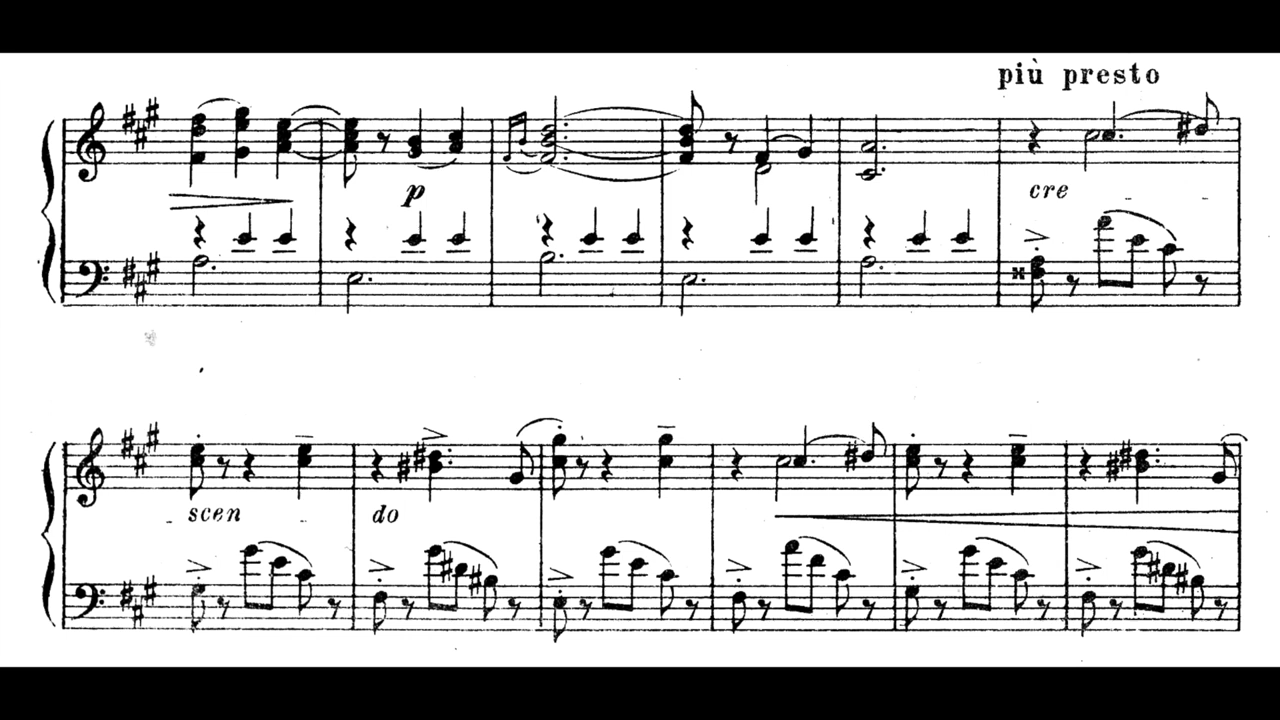 più presto
p
cre - -
- scen - do